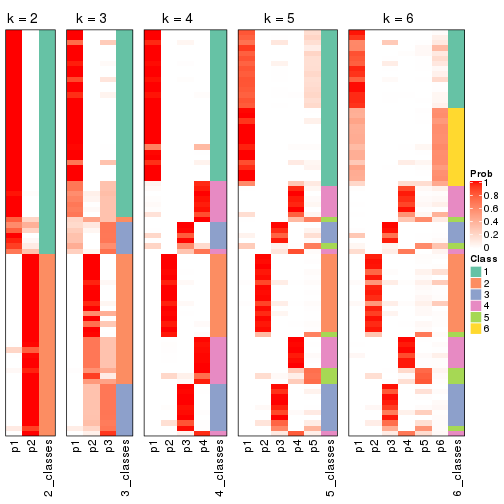 k = 2
k = 3
k = 4
k = 5
k = 6
p1
p2
2_classes
p1
p2
p3
3_classes
p1
p2
p3
p4
4_classes
p1
p2
p3
p4
p5
5_classes
p1
p2
p3
p4
p5
p6
6_classes
Prob
1
0.8
0.6
0.4
0.2
0
Class
1
2
3
4
5
6